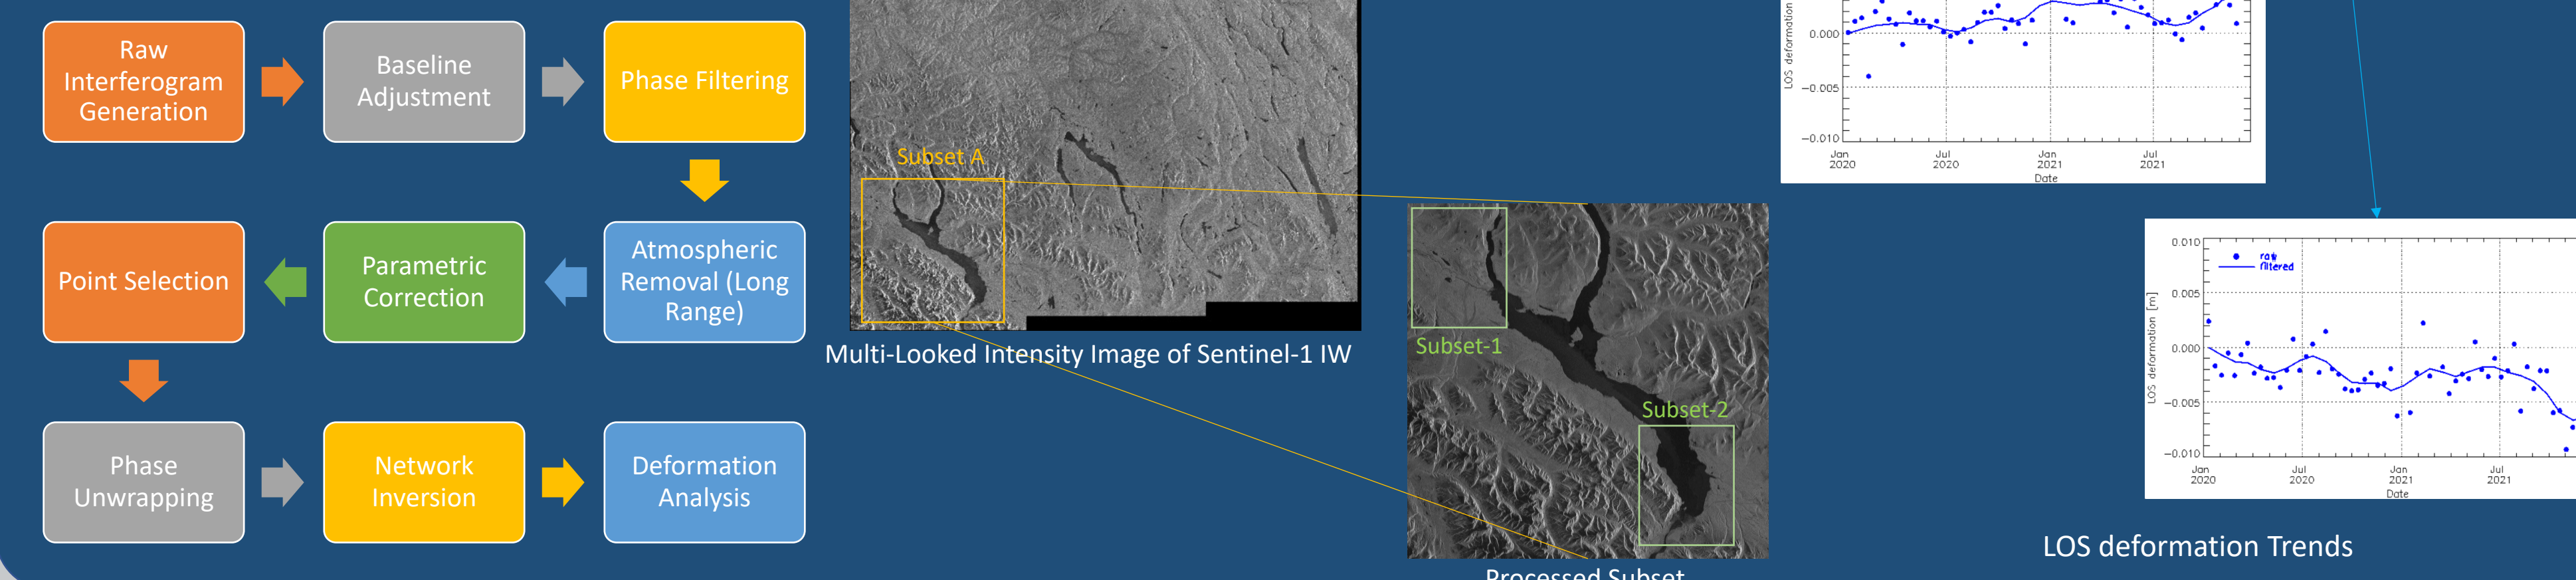 Raw
Interferogram
Generation
Baseline
Adjustment
Phase Filtering
Atmospheric
Removal (Long
Range)
Parametric
Correction
Point Selection
Phase
Unwrapping
Network
Inversion
Deformation
Analysis
Subset A
Multi-Looked Intensity Image of Sentinel-1 IW
Subset-1
Subset-2
Processed Subset
LOS deformation
0.000
-0.005
-0.010
Jan Jul Jan Jul
2020 2020 2021 2021
Date
0.010
raw
filtered
0.005
LOS deformation [m]
0.000
-0.005
-0.010
Jan Jul Jan Jul
2020 2020 2021 2021
Date
LOS deformation Trends